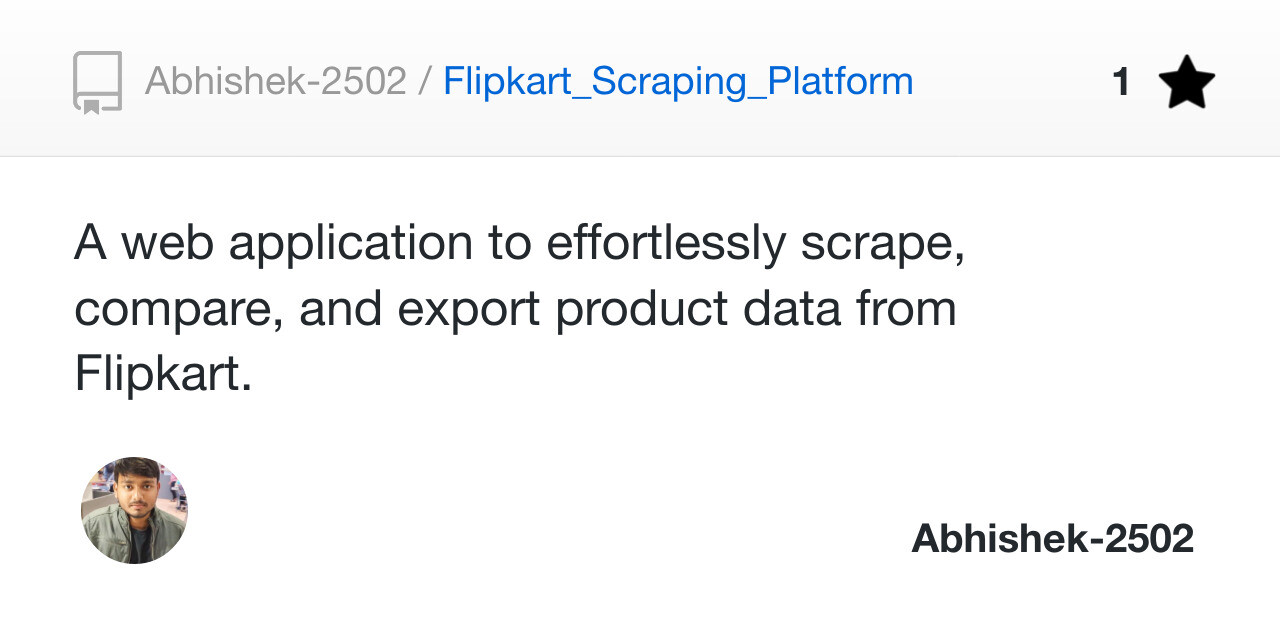 Abhishek-2502 / Flipkart_Scraping_Platform 1
A web application to effortlessly scrape,
compare, and export product data from
Flipkart.
Abhishek-2502